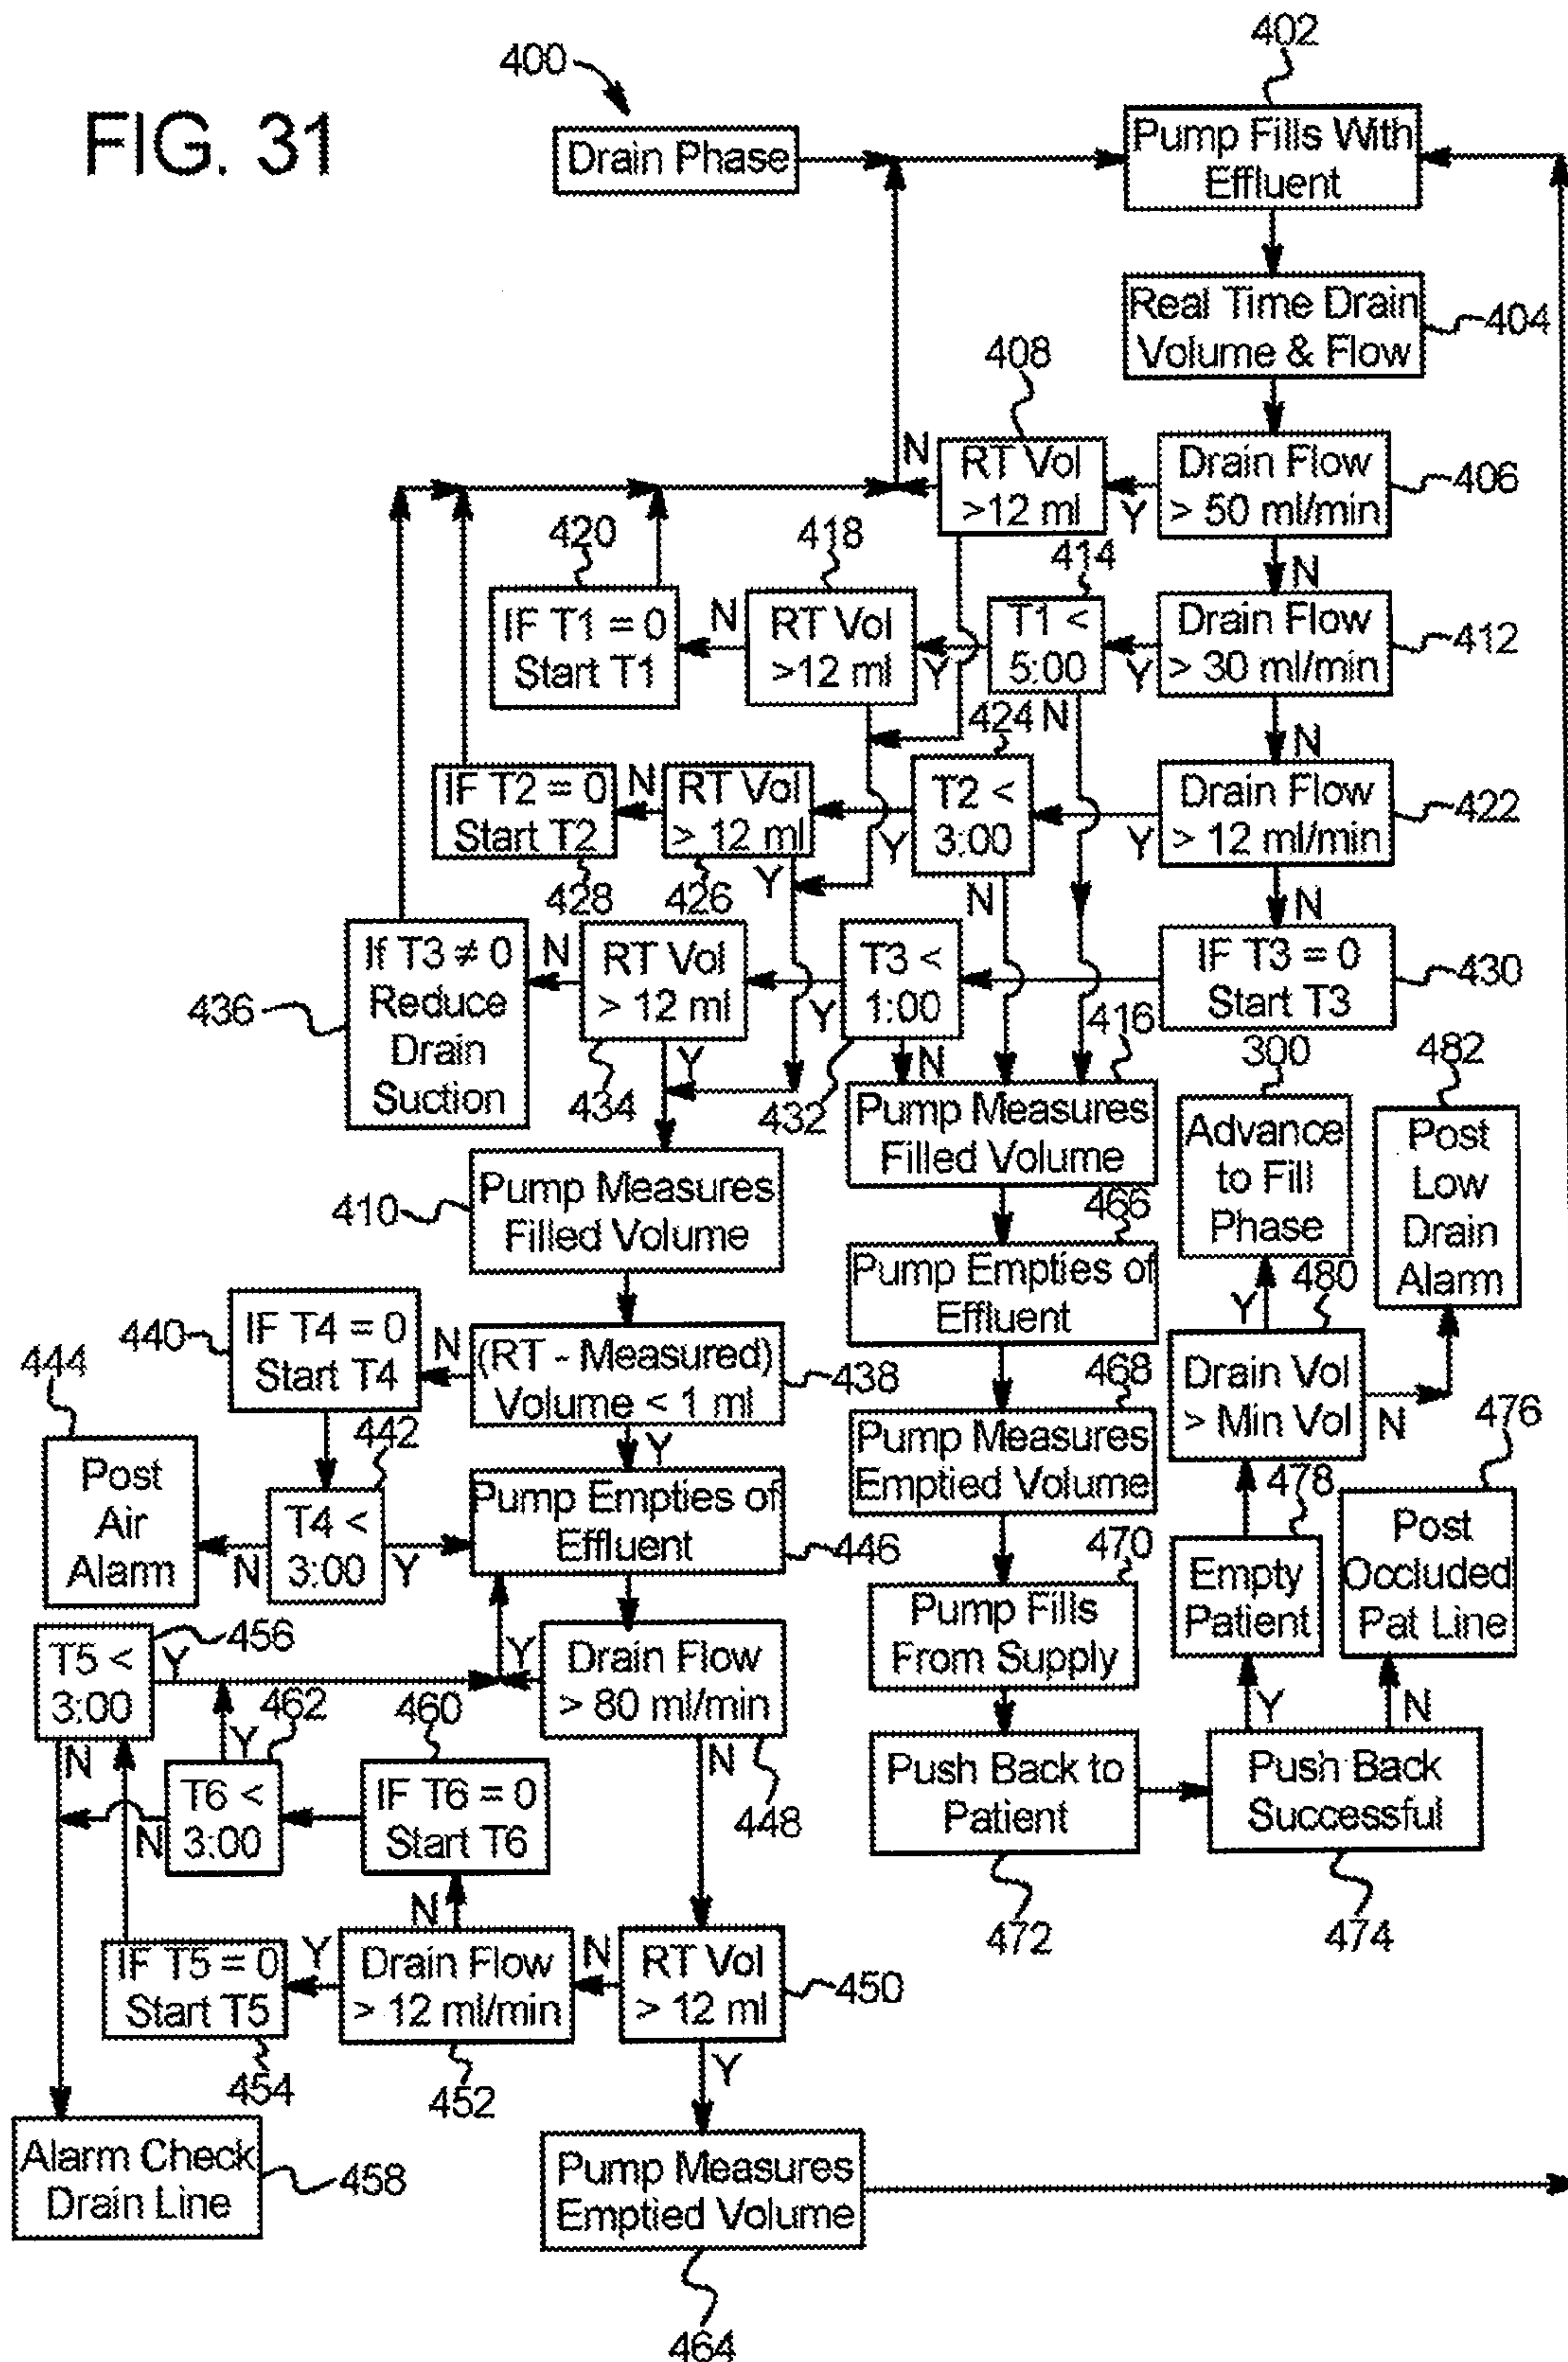 FIG. 31
400
402
Drain Phase
Pump Fills With
Effluent
Real Time Drain
Volume & Flow
404
408
N
RT Vol
>12 ml
Y
Drain Flow
> 50 ml/min
406
N
420
418
414
IF T1 = 0
Start T1
N
RT Vol
>12 ml
Y
T1 <
5:00
Y
Drain Flow
> 30 ml/min
412
N
N
424
IF T2 = 0
Start T2
N
RT Vol
> 12 ml
Y
T2 <
3:00
Y
Drain Flow
> 12 ml/min
422
428
426
Y
N
N
If T3 ≠ 0
Reduce
Drain
Suction
436
N
RT Vol
> 12 ml
Y
T3 <
1:00
IF T3 = 0
Start T3
430
434
Y
432
N
416
300
482
Pump Measures
Filled Volume
410
Pump Measures
Filled Volume
466
Advance
to Fill
Phase
Post
Low
Drain
Alarm
Pump Empties of
Effluent
Y
480
440
IF T4 = 0
Start T4
N
(RT - Measured)
Volume < 1 ml
438
468
Drain Vol
> Min Vol
N
444
442
Y
Pump Measures
Emptied Volume
478
476
Post
Air
Alarm
N
T4 <
3:00
Y
Pump Empties of
Effluent
446
470
Empty
Patient
Post
Occluded
Pat Line
456
T5 <
3:00
Y
462
460
Y
Drain Flow
> 80 ml/min
Pump Fills
From Supply
Y
N
N
Y
N
448
T6 <
3:00
N
IF T6 = 0
Start T6
Push Back to
Patient
Push Back
Successful
472
474
N
IF T5 = 0
Start T5
Y
Drain Flow
> 12 ml/min
N
RT Vol
> 12 ml
450
454
452
Y
Alarm Check
Drain Line
458
Pump Measures
Emptied Volume
464